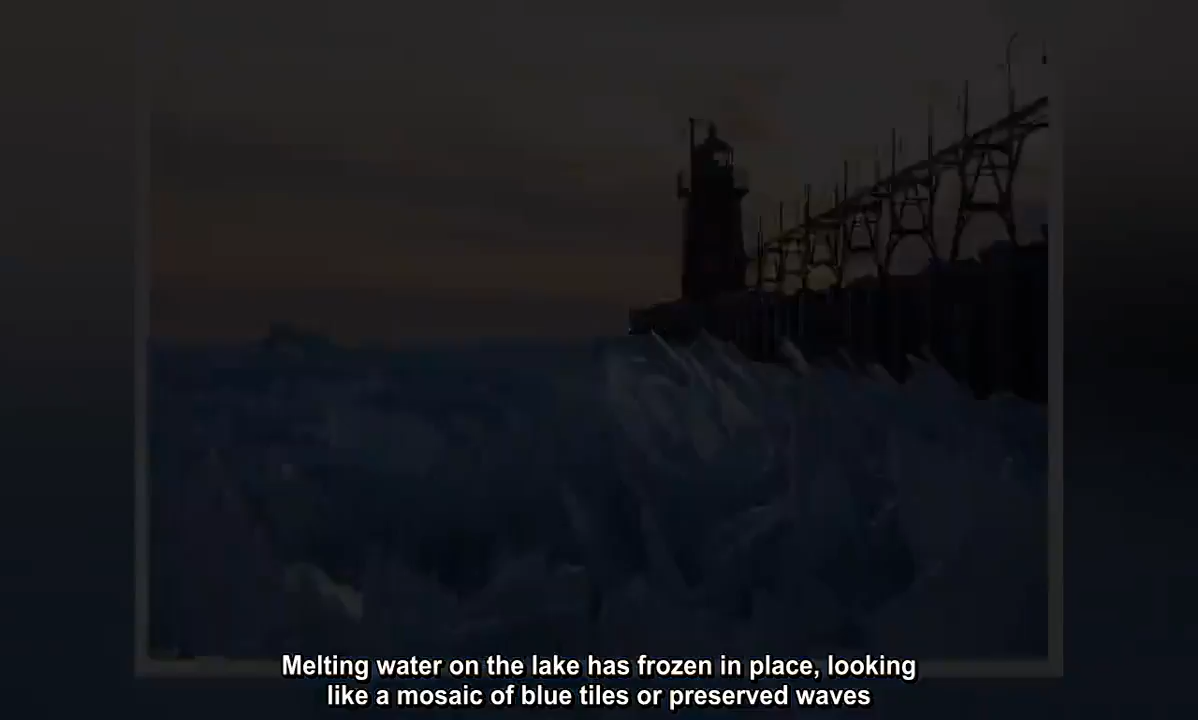 Melting water on the lake has frozen in place, looking
like a mosaic of blue tiles or preserved waves